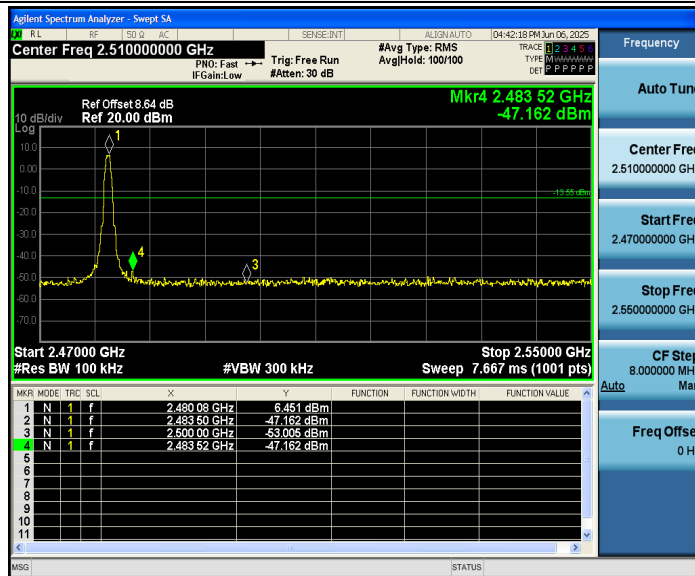 Agilent Spectrum Analyzer - Swept SA
LXI RL RF 50 Ω AC SENSE:INT ALIGN AUTO 04:42:18 PM Jun 06, 2025
Center Freq 2.510000000 GHz #Avg Type: RMS TRACE 1 2 3 4 5 6
PNO: Fast Trig: Free Run Avg|Hold: 100/100 TYPE M WWWWW
IFGain:Low #Atten: 30 dB DET P P P P P P
Mkr4 2.483 52 GHz
-47.162 dBm
Ref Offset 8.64 dB
10 dB/div Ref 20.00 dBm
Log
1
10.0
0.00
-10.0
-13.55 dBm
-20.0
-30.0
4
-40.0
3
-50.0
-60.0
-70.0
Start 2.47000 GHz Stop 2.55000 GHz
#Res BW 100 kHz #VBW 300 kHz Sweep 7.667 ms (1001 pts)
MKR MODE TRC SCL X Y FUNCTION FUNCTION WIDTH FUNCTION VALUE
1 N 1 f 2.480 08 GHz 6.451 dBm
2 N 1 f 2.483 50 GHz -47.162 dBm
3 N 1 f 2.500 00 GHz -53.005 dBm
4 N 1 f 2.483 52 GHz -47.162 dBm
5
6
7
8
9
10
11
MSG STATUS
Frequency
Auto Tun
Center Fre
2.510000000 GH
Start Fre
2.470000000 GH
Stop Fre
2.550000000 GH
CF Step
8.000000 MH
Auto Ma
Freq Offse
0 H